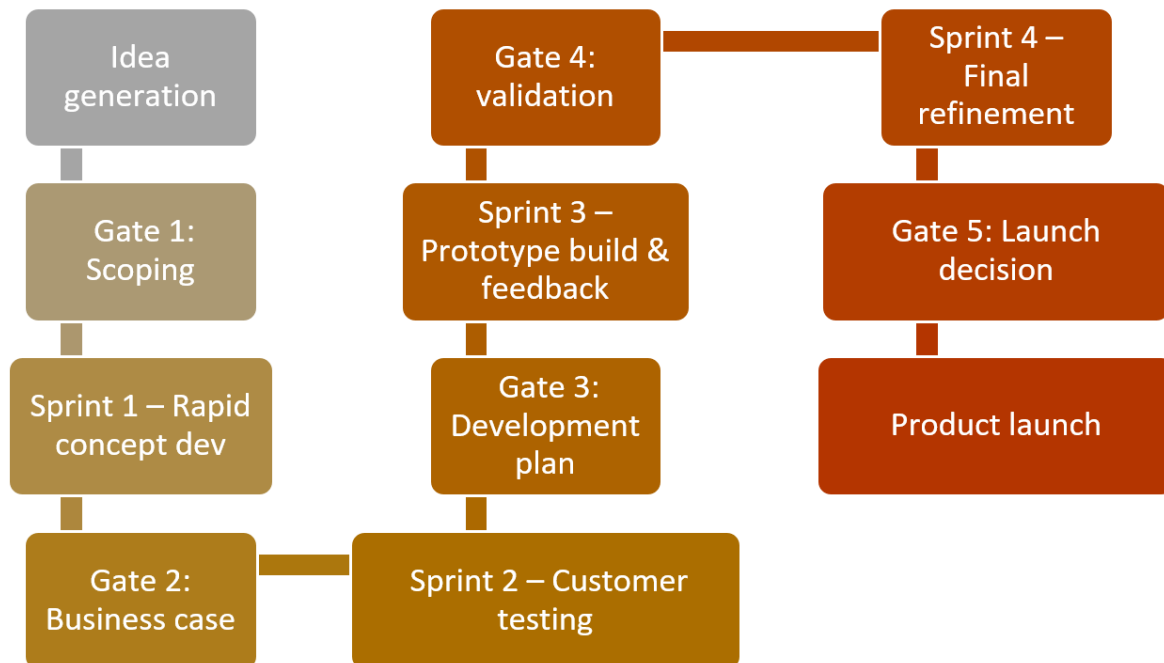 Idea
generation
Gate 1:
Scoping
Sprint 1 – Rapid
concept dev
Gate 2:
Business case
Sprint 2 – Customer
testing
Gate 3:
Development
plan
Sprint 3 –
Prototype build &
feedback
Gate 4:
validation
Sprint 4 –
Final
refinement
Gate 5: Launch
decision
Product launch